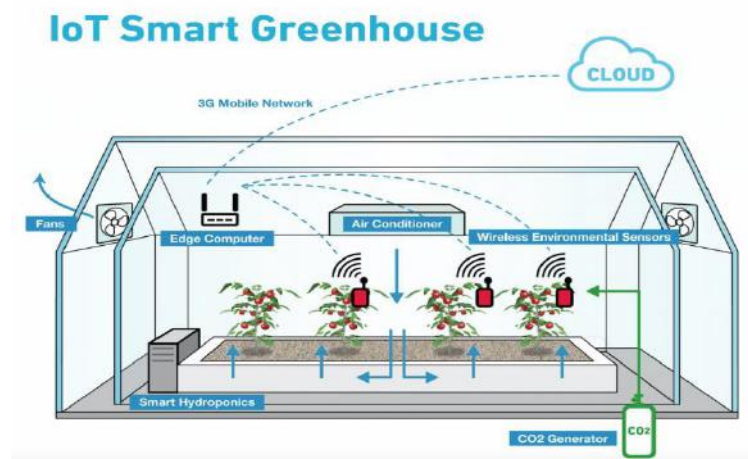 IoT Smart Greenhouse
CLOUD
3G Mobile Network
Fans
Edge Computer
Air Conditioner
Wireless Environmental Sensors
Smart Hydroponics
CO2 Generator
CO2